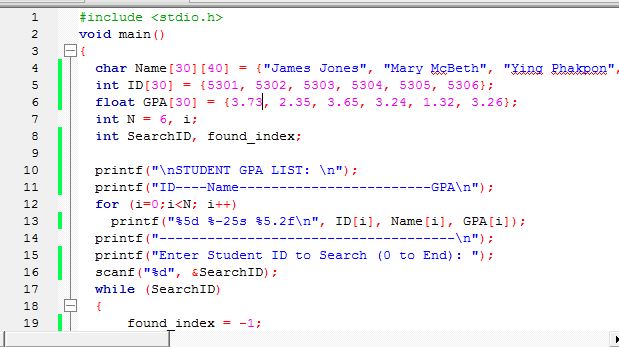 1 #include <stdio.h>
2 void main()
3 {
4 char Name[30][40] = {"James Jones", "Mary McBeth", "Ying Phakpon",
5 int ID[30] = {5301, 5302, 5303, 5304, 5305, 5306};
6 float GPA[30] = {3.73, 2.35, 3.65, 3.24, 1.32, 3.26};
7 int N = 6, i;
8 int SearchID, found_index;
9
10 printf("\nSTUDENT GPA LIST: \n");
11 printf("ID----Name------------------------GPA\n");
12 for (i=0;i<N; i++)
13 printf("%5d %-25s %5.2f\n", ID[i], Name[i], GPA[i]);
14 printf("-------------------------------------\n");
15 printf("Enter Student ID to Search (0 to End): ");
16 scanf("%d", &SearchID);
17 while (SearchID)
18 {
19 found_index = -1;